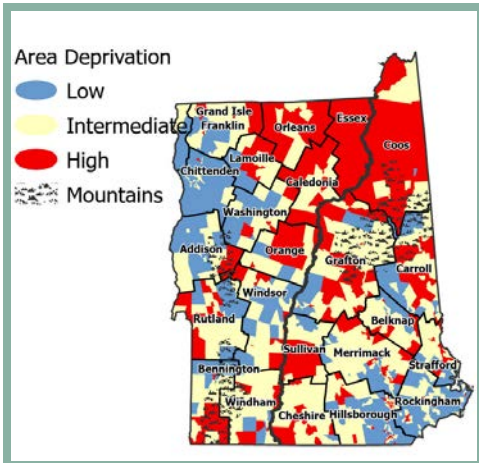 Area Deprivation
Low
Intermediate
High
Mountains
Grand Isle
Franklin
Orleans
Essex
Coos
Lamoille
Chittenden
Caledonia
Washington
Addison
Orange
Grafton
Carroll
Windsor
Rutland
Belknap
Sullivan
Merrimack
Strafford
Bennington
Rockingham
Windham
Cheshire
Hillsborough